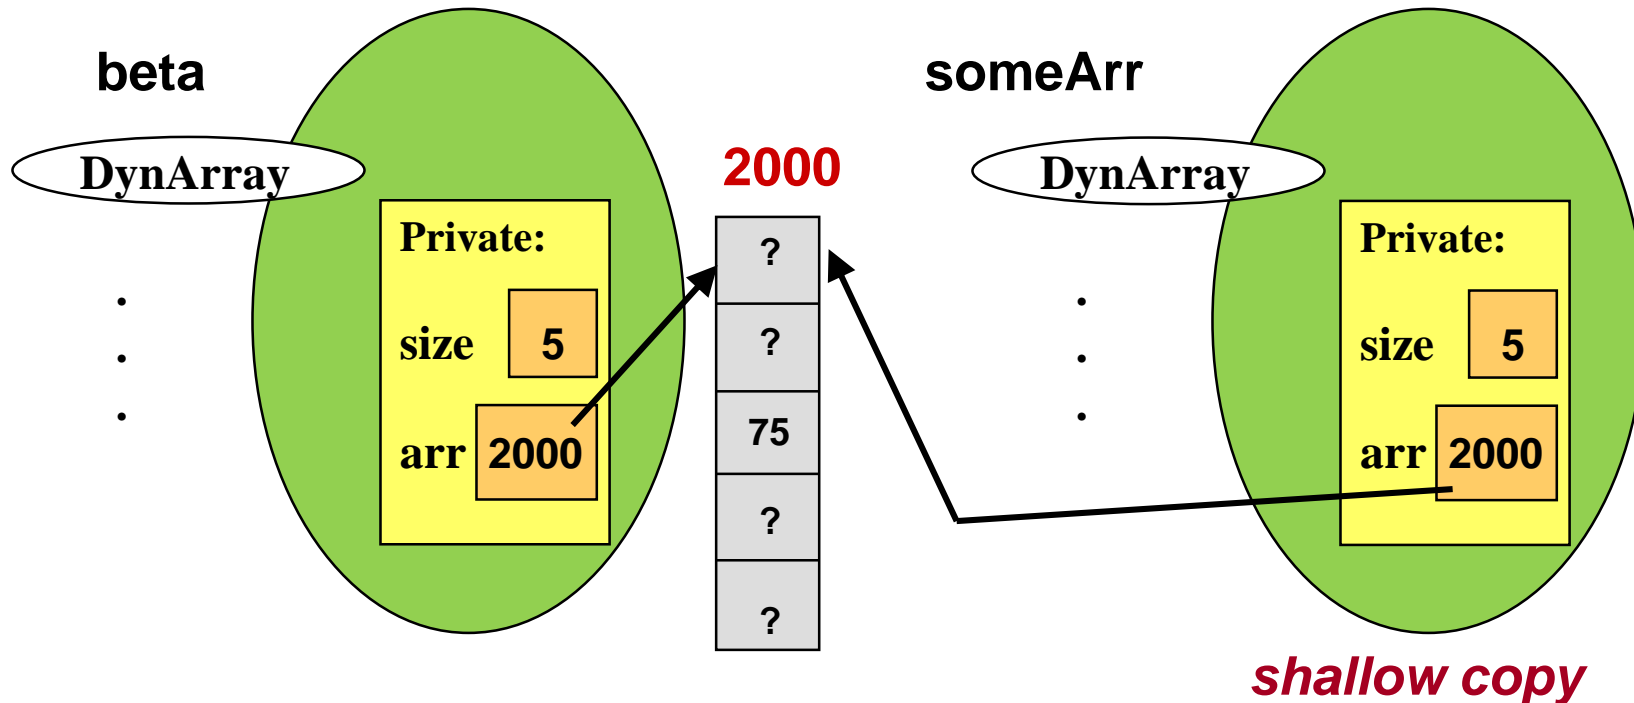 beta
DynArray
.
.
.
Private:
size 5
arr 2000
2000
?
?
75
?
?
someArr
DynArray
.
.
.
Private:
size 5
arr 2000
shallow copy